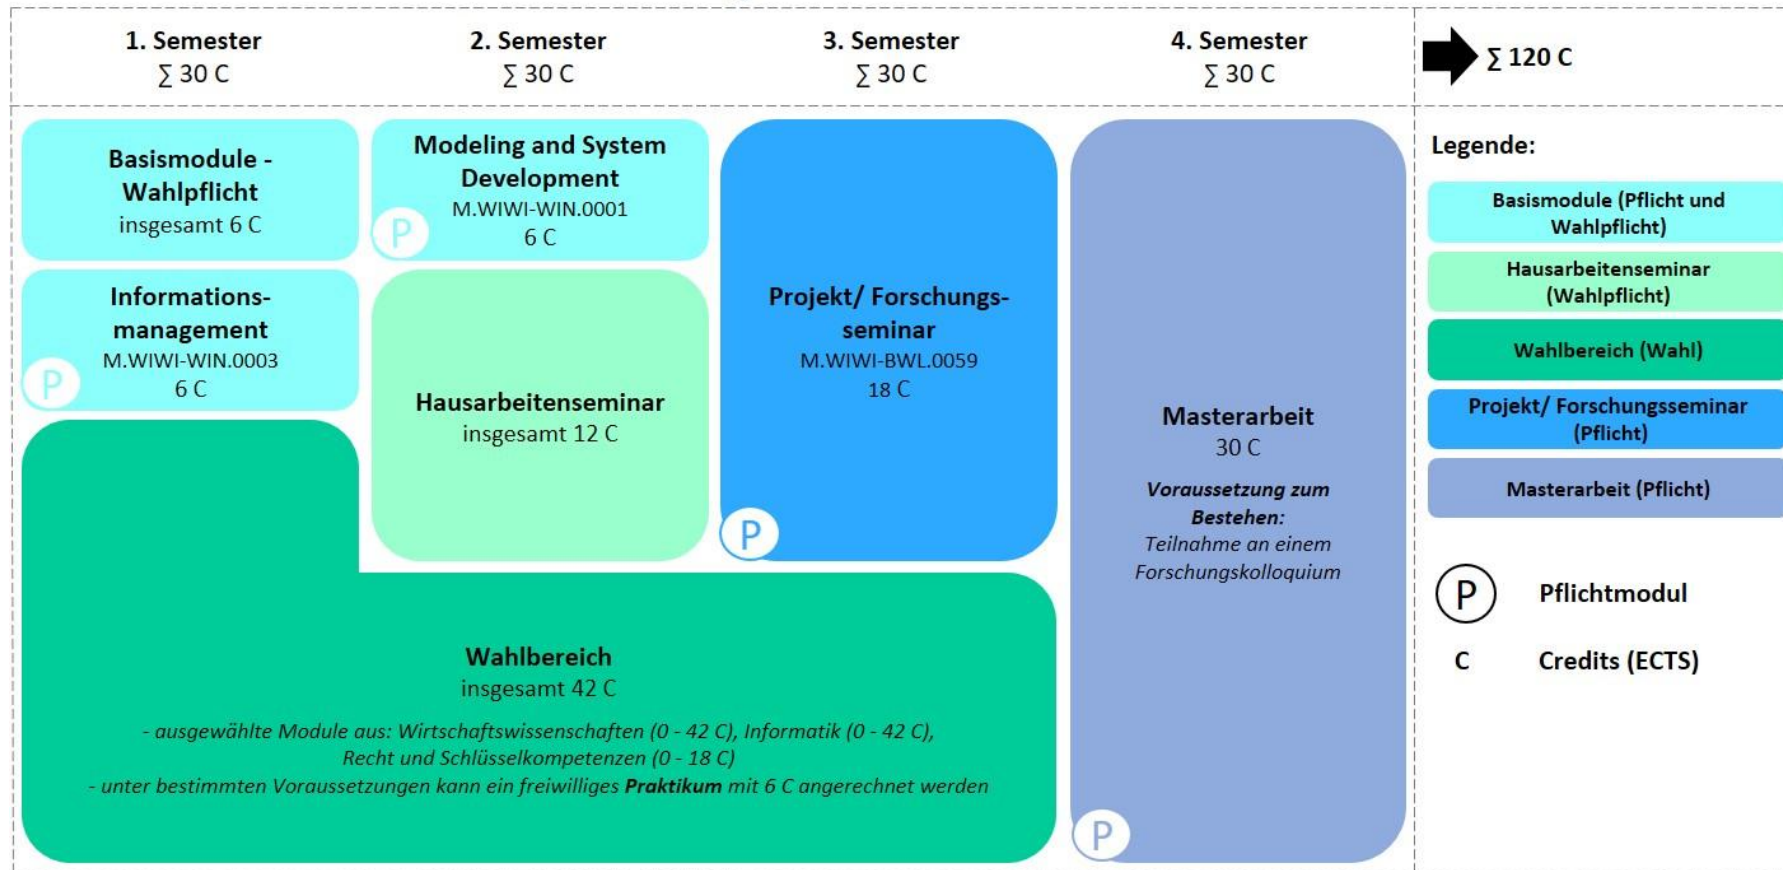 1. Semester
∑ 30 C
2. Semester
∑ 30 C
3. Semester
∑ 30 C
4. Semester
∑ 30 C
∑ 120 C
Basismodule -
Wahlpflicht
insgesamt 6 C
Informations-
management
M.WIWI-WIN.0003
6 C
P
Modeling and System
Development
M.WIWI-WIN.0001
6 C
P
Hausarbeitenseminar
insgesamt 12 C
Projekt/ Forschungs-
seminar
M.WIWI-BWL.0059
18 C
P
Masterarbeit
30 C
Voraussetzung zum
Bestehen:
Teilnahme an einem
Forschungskolloquium
P
Wahlbereich
insgesamt 42 C
- ausgewählte Module aus: Wirtschaftswissenschaften (0 - 42 C), Informatik (0 - 42 C),
Recht und Schlüsselkompetenzen (0 - 18 C)
- unter bestimmten Voraussetzungen kann ein freiwilliges Praktikum mit 6 C angerechnet werden
Legende:
Basismodule (Pflicht und
Wahlpflicht)
Hausarbeitenseminar
(Wahlpflicht)
Wahlbereich (Wahl)
Projekt/ Forschungsseminar
(Pflicht)
Masterarbeit (Pflicht)
P Pflichtmodul
C Credits (ECTS)